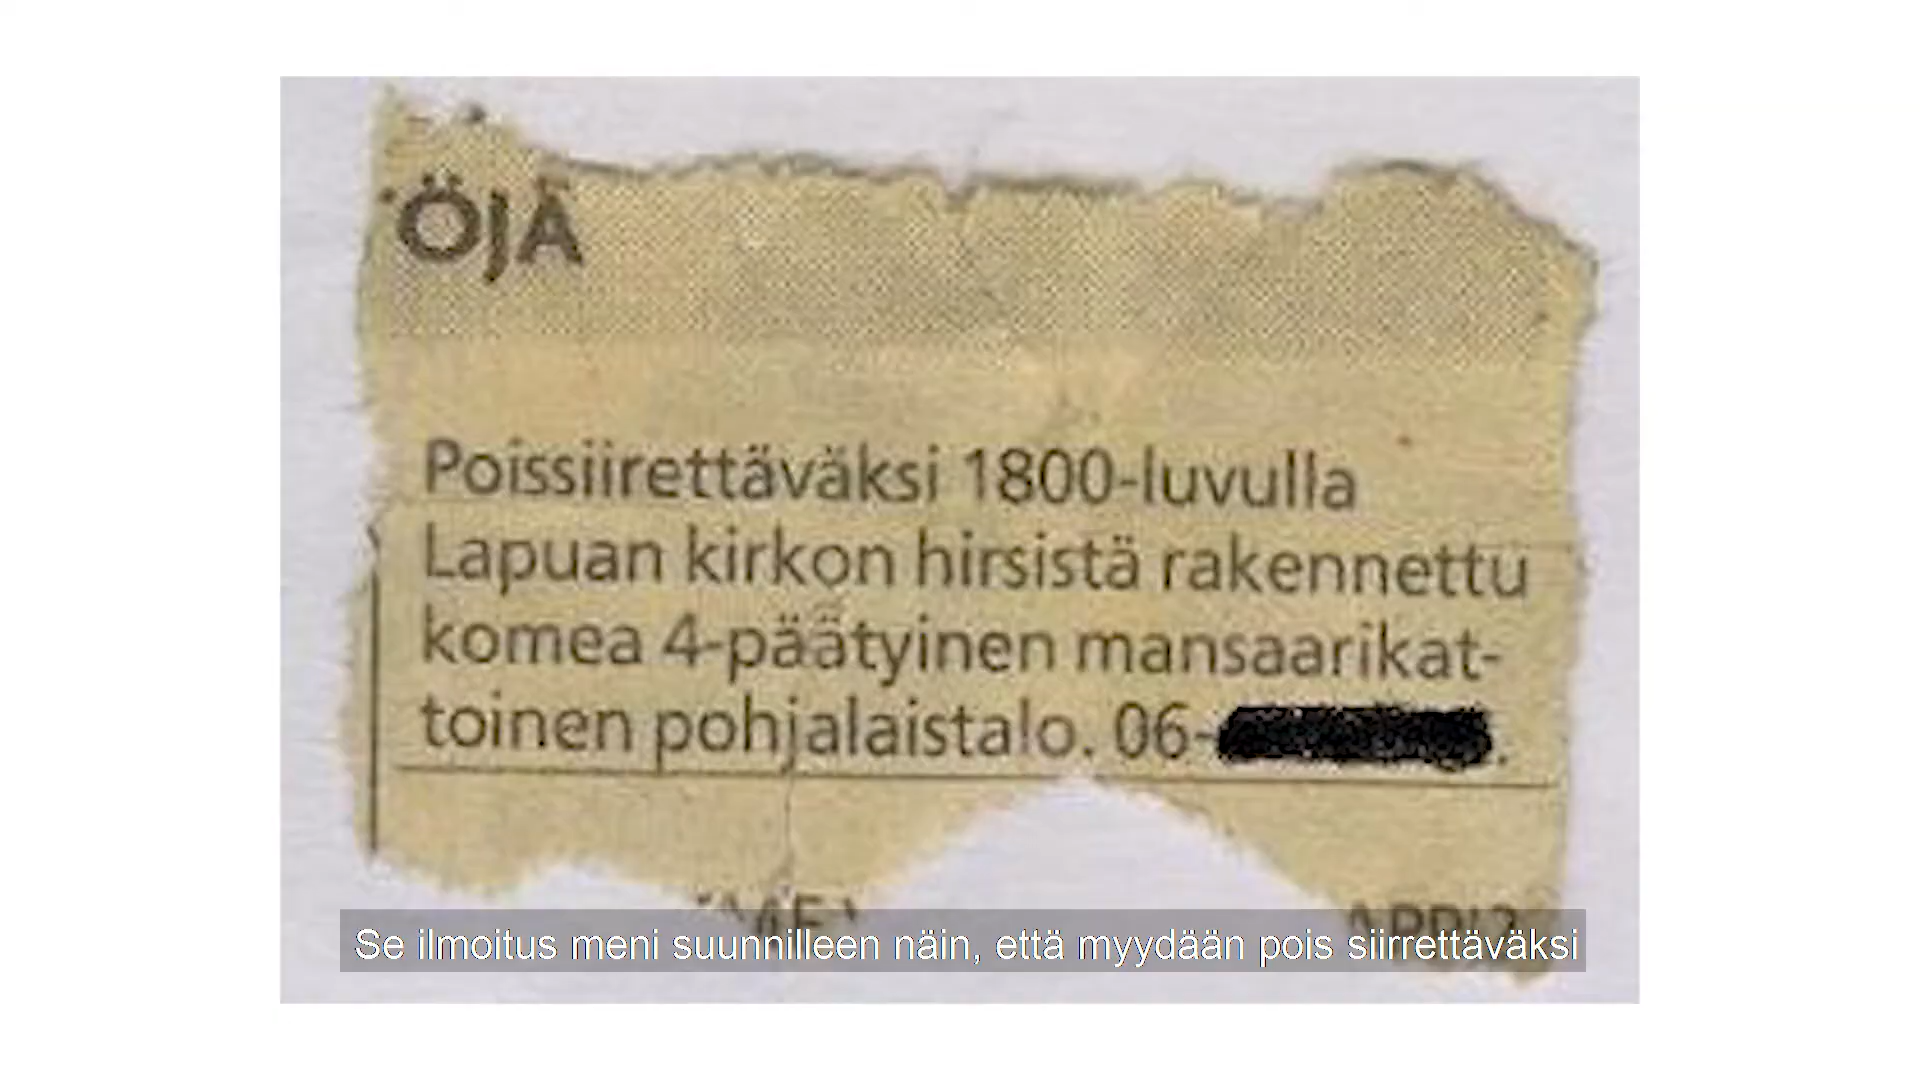 ÖJÄ
Poissiirettäväksi 1800-luvulla
Lapuan kirkon hirsistä rakennettu
komea 4-päätyinen mansaarikat-
toinen pohjalaistalo. 06-
Se ilmoitus meni suunnilleen näin, että myydään pois siirrettäväksi